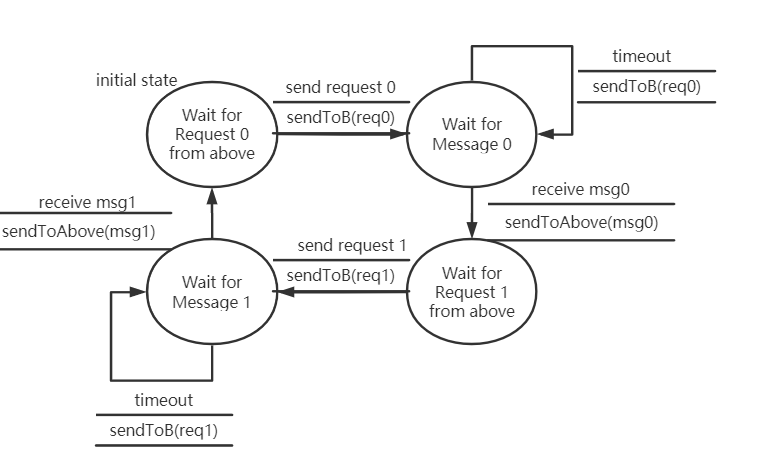 initial state
send request 0
sendToB(req0)
timeout
sendToB(req0)
Wait for
Request 0
from above
Wait for
Message 0
receive msg1
sendToAbove(msg1)
receive msg0
sendToAbove(msg0)
send request 1
sendToB(req1)
Wait for
Message 1
Wait for
Request 1
from above
timeout
sendToB(req1)